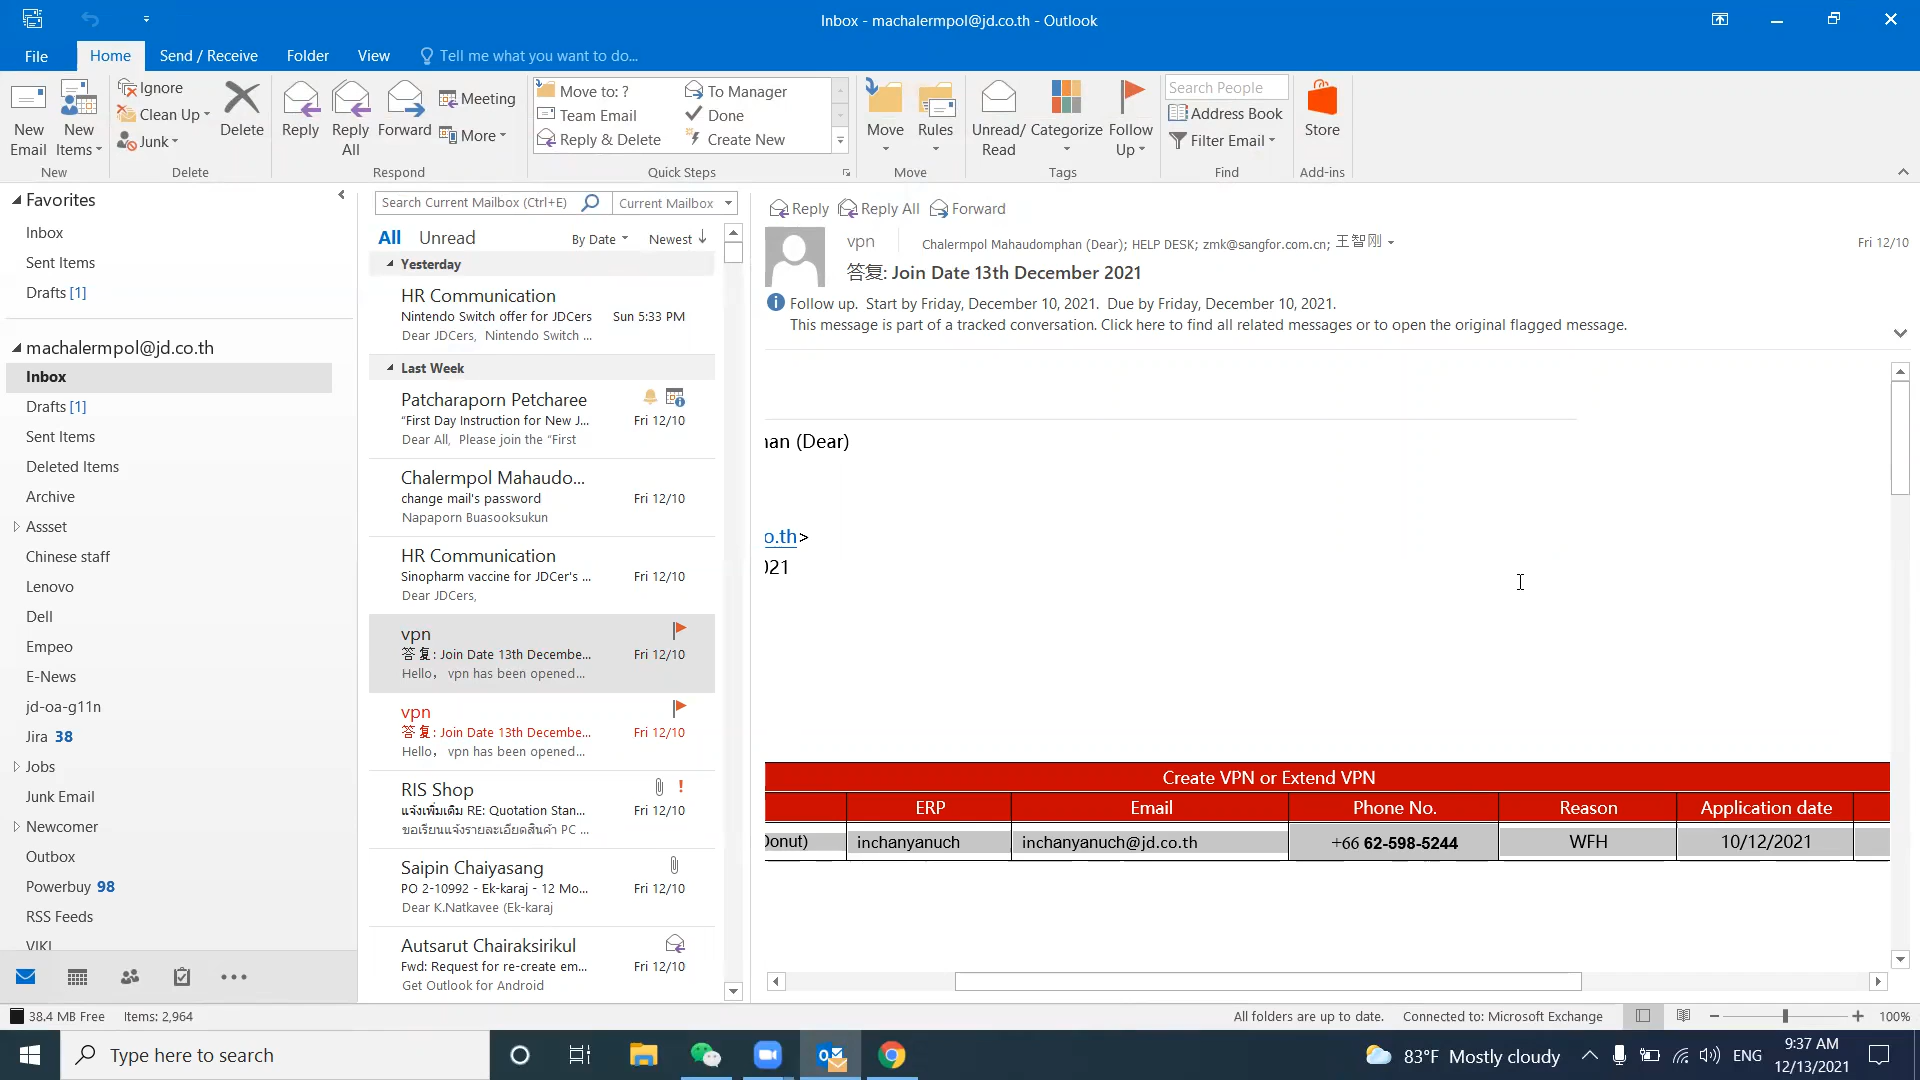 Inbox - machalermpol@jd.co.th - Outlook
File
Home
Send / Receive
Folder
View
Tell me what you want to do...
New Email
New Items
Ignore
Clean Up
Junk
Delete
Reply
Reply All
Forward
Meeting
More
Move to: ?
Team Email
Reply & Delete
To Manager
Done
Create New
Move
Rules
Unread/ Read
Categorize
Follow Up
Search People
Address Book
Filter Email
Store
New
Delete
Respond
Quick Steps
Move
Tags
Find
Add-ins
Favorites
Inbox
Sent Items
Drafts [1]
machalermpol@jd.co.th
Inbox
Drafts [1]
Sent Items
Deleted Items
Archive
Assset
Chinese staff
Lenovo
Dell
Empeo
E-News
jd-oa-g11n
Jira 38
Jobs
Junk Email
Newcomer
Outbox
Powerbuy 98
RSS Feeds
VIKI
Search Current Mailbox (Ctrl+E)
Current Mailbox
All
Unread
By Date
Newest
Yesterday
HR Communication
Nintendo Switch offer for JDCers Sun 5:33 PM
Dear JDCers, Nintendo Switch ...
Last Week
Patcharaporn Petcharee
“First Day Instruction for New J... Fri 12/10
Dear All, Please join the “First
Chalermpol Mahaudo...
change mail's password Fri 12/10
Napaporn Buasooksukun
HR Communication
Sinopharm vaccine for JDCer's ... Fri 12/10
Dear JDCers,
vpn
答复: Join Date 13th Decembe... Fri 12/10
Hello，vpn has been opened...
vpn
答复: Join Date 13th Decembe... Fri 12/10
Hello，vpn has been opened...
RIS Shop
แจ้งเพิ่มเติม RE: Quotation Stan... Fri 12/10
ขอเรียนแจ้งรายละเอียดสินค้า PC ...
Saipin Chaiyasang
PO 2-10992 - Ek-karaj - 12 Mo... Fri 12/10
Dear K.Natkavee (Ek-karaj
Autsarut Chairaksirikul
Fwd: Request for re-create em... Fri 12/10
Get Outlook for Android
Reply
Reply All
Forward
vpn
Chalermpol Mahaudomphan (Dear); HELP DESK; zmk@sangfor.com.cn; 王智刚
Fri 12/10
答复: Join Date 13th December 2021
Follow up. Start by Friday, December 10, 2021. Due by Friday, December 10, 2021.
This message is part of a tracked conversation. Click here to find all related messages or to open the original flagged message.
han (Dear)
o.th>
021
Create VPN or Extend VPN
ERP Email Phone No. Reason Application date
Donut) inchanyanuch inchanyanuch@jd.co.th +66 62-598-5244 WFH 10/12/2021
38.4 MB Free
Items: 2,964
All folders are up to date.
Connected to: Microsoft Exchange
100%
Type here to search
83°F Mostly cloudy
ENG
9:37 AM
12/13/2021